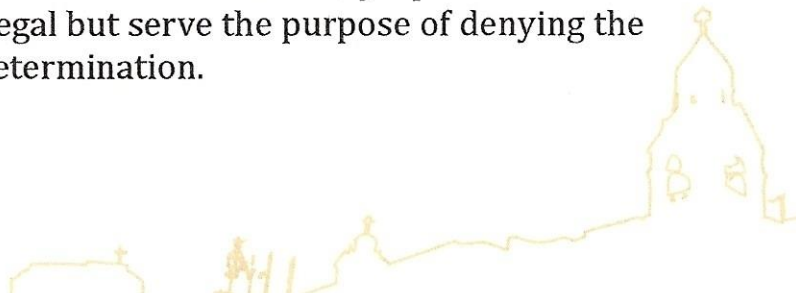 egal but serve the purpose of denying the
etermination.